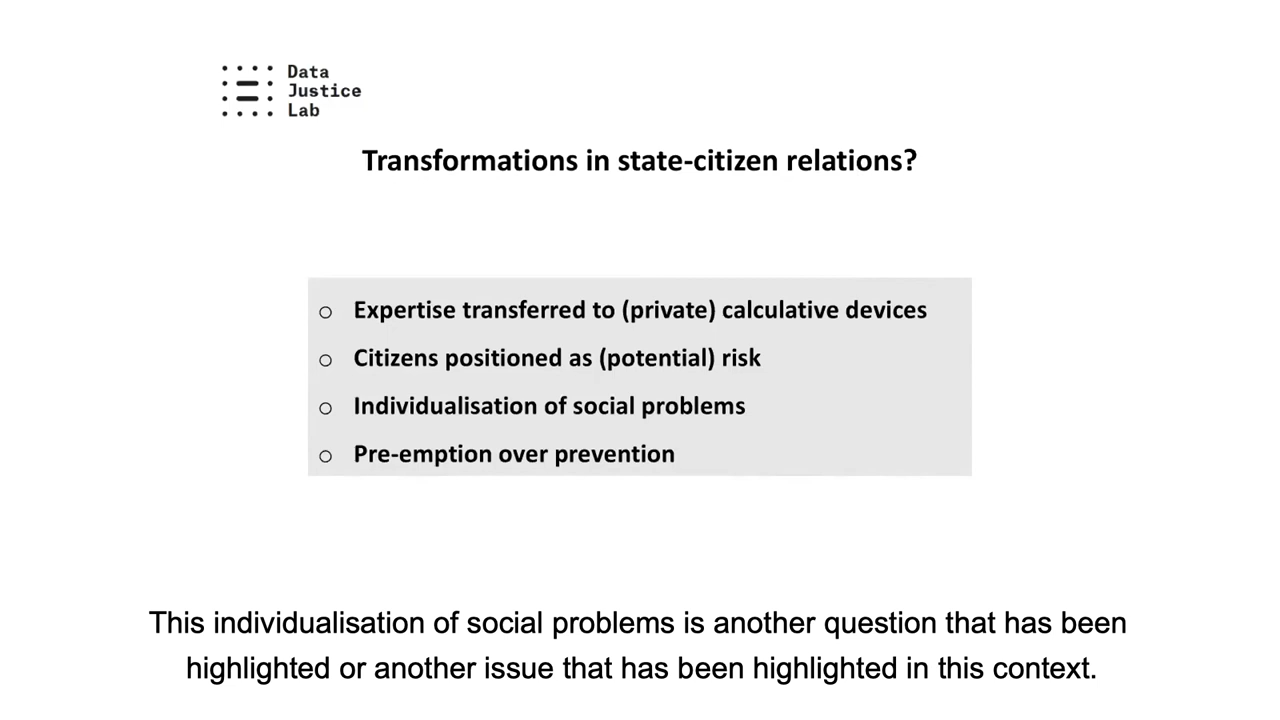 Data
Justice
Lab
Transformations in state-citizen relations?
o Expertise transferred to (private) calculative devices
o Citizens positioned as (potential) risk
o Individualisation of social problems
o Pre-emption over prevention
This individualisation of social problems is another question that has been
highlighted or another issue that has been highlighted in this context.